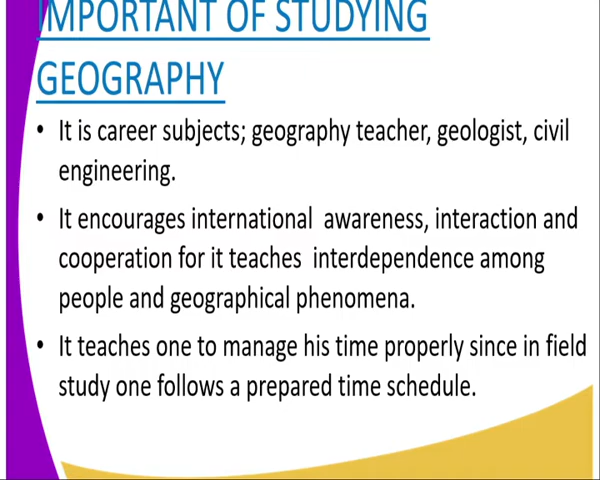 IMPORTANT OF STUDYING
GEOGRAPHY
• It is career subjects; geography teacher, geologist, civil
engineering.
• It encourages international awareness, interaction and
cooperation for it teaches interdependence among
people and geographical phenomena.
• It teaches one to manage his time properly since in field
study one follows a prepared time schedule.